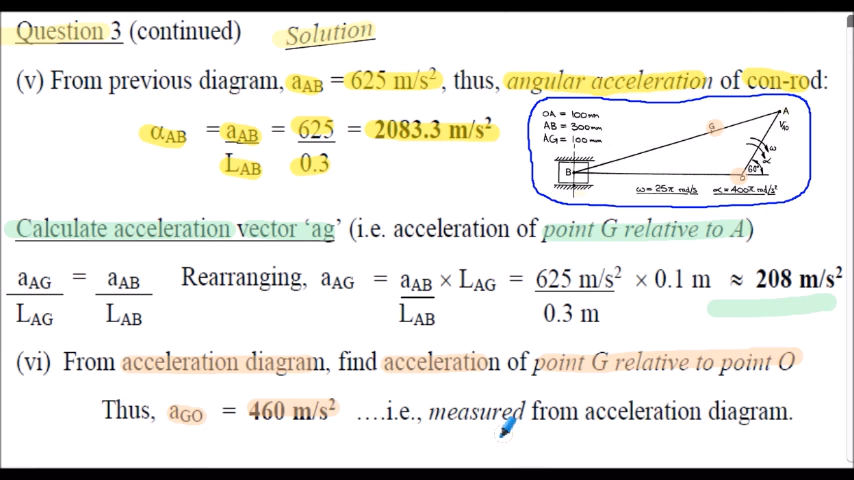 Question 3 (continued) Solution
(v) From previous diagram, aAB = 625 m/s², thus, angular acceleration of con-rod:
αAB = aAB = 625 = 2083.3 m/s²
LAB 0.3
OA = 100mm
AB = 300mm
AG = 100mm
A
G
B
O
60°
ω
α
ω = 25π rad/s α = 400π rad/s²
Calculate acceleration vector ‘ag’ (i.e. acceleration of point G relative to A)
aAG = aAB Rearranging, aAG = aAB × LAG = 625 m/s² × 0.1 m ≈ 208 m/s²
LAG LAB LAB 0.3 m
(vi) From acceleration diagram, find acceleration of point G relative to point O
Thus, aGO = 460 m/s² ….i.e., measured from acceleration diagram.